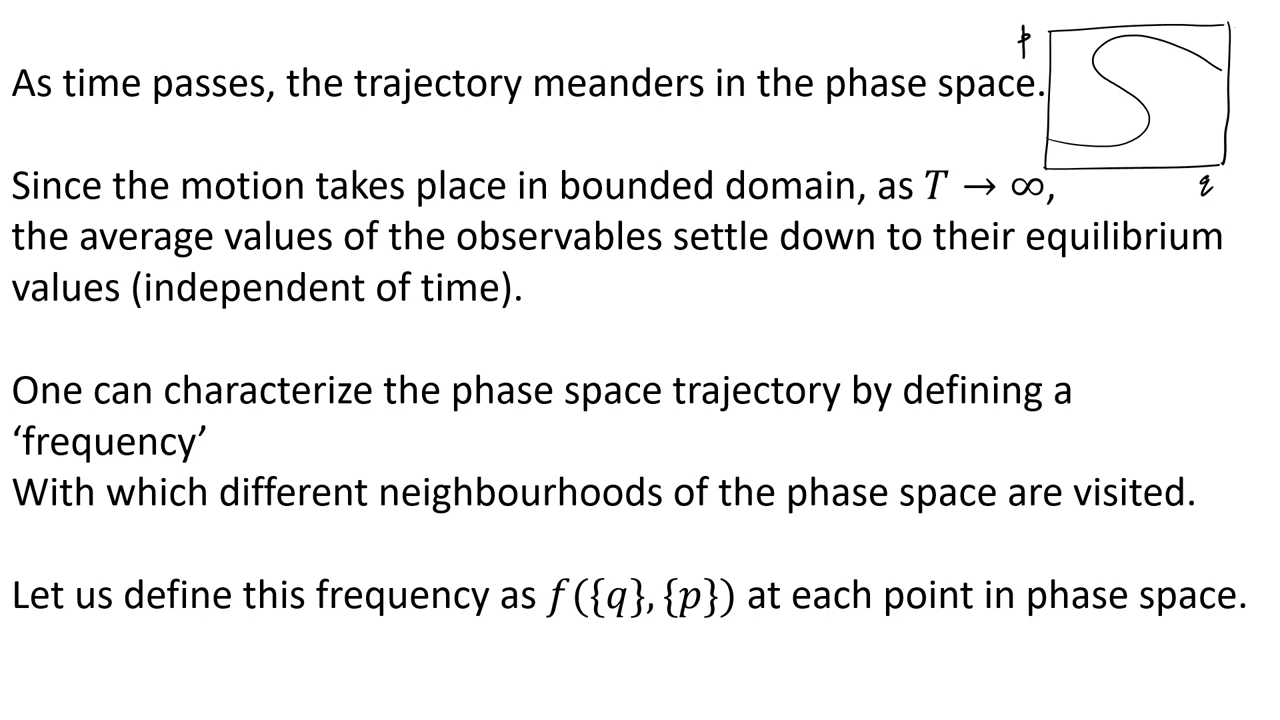 p
As time passes, the trajectory meanders in the phase space.
Since the motion takes place in bounded domain, as 𝑇 → ∞,
q
the average values of the observables settle down to their equilibrium
values (independent of time).
One can characterize the phase space trajectory by defining a
‘frequency’
With which different neighbourhoods of the phase space are visited.
Let us define this frequency as 𝑓({𝑞},{𝑝}) at each point in phase space.